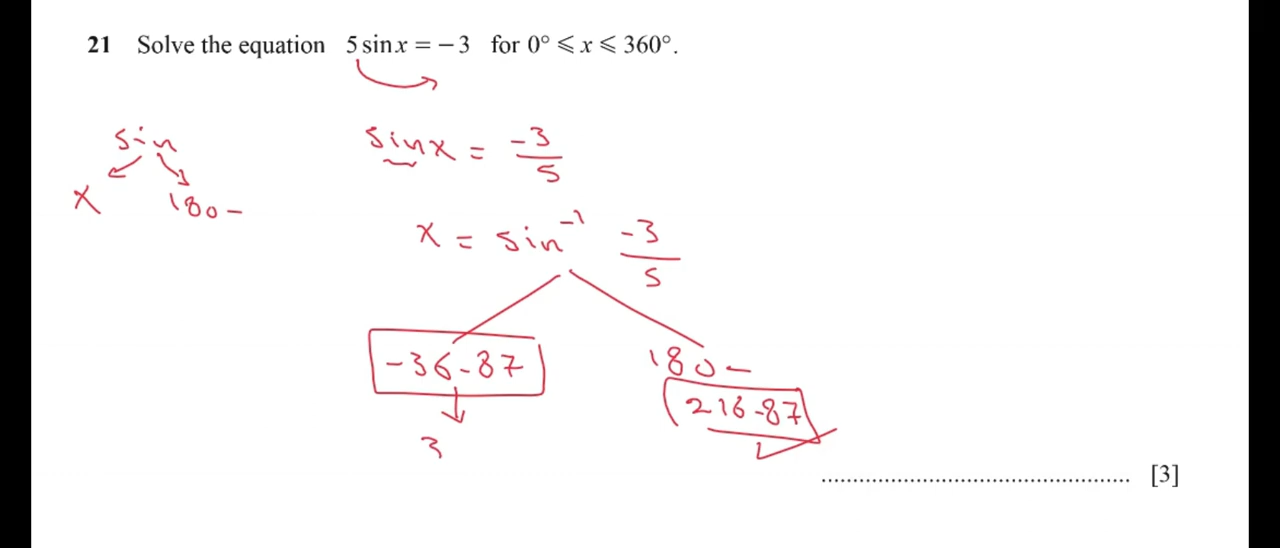 21 Solve the equation 5 sin x = − 3 for 0° ⩽ x ⩽ 360°.
sin
x 180 -
sin x = -3/5
x = sin⁻¹ -3/5
-36.87 180 -
216.87
3
[3]